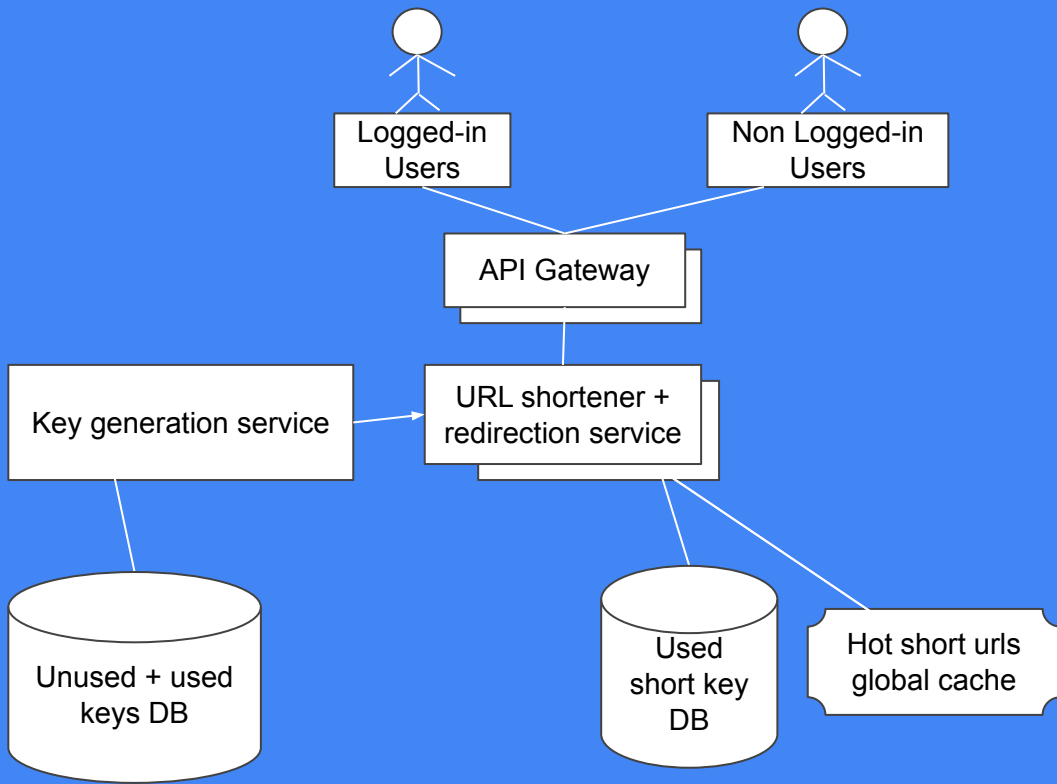 Logged-in
Users
Non Logged-in
Users
API Gateway
Key generation service
URL shortener +
redirection service
Unused + used
keys DB
Used
short key
DB
Hot short urls
global cache